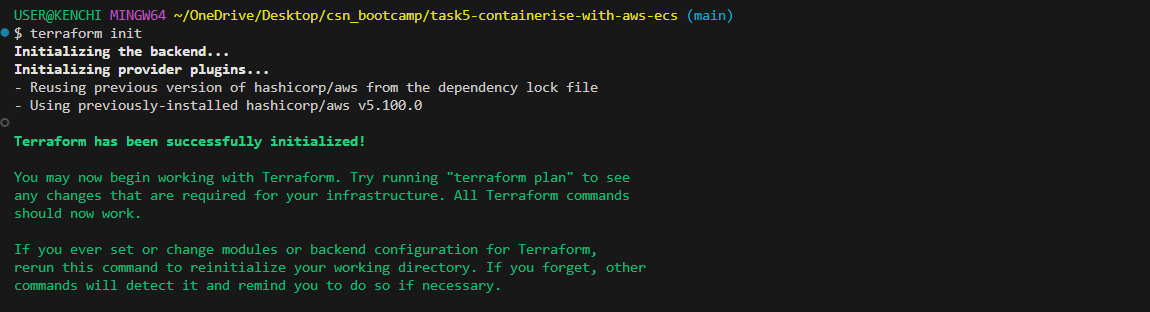 USER@KENCHI MINGW64 ~/OneDrive/Desktop/csn_bootcamp/task5-containerise-with-aws-ecs (main)
$ terraform init
Initializing the backend...
Initializing provider plugins...
- Reusing previous version of hashicorp/aws from the dependency lock file
- Using previously-installed hashicorp/aws v5.100.0
Terraform has been successfully initialized!
You may now begin working with Terraform. Try running "terraform plan" to see
any changes that are required for your infrastructure. All Terraform commands
should now work.
If you ever set or change modules or backend configuration for Terraform,
rerun this command to reinitialize your working directory. If you forget, other
commands will detect it and remind you to do so if necessary.